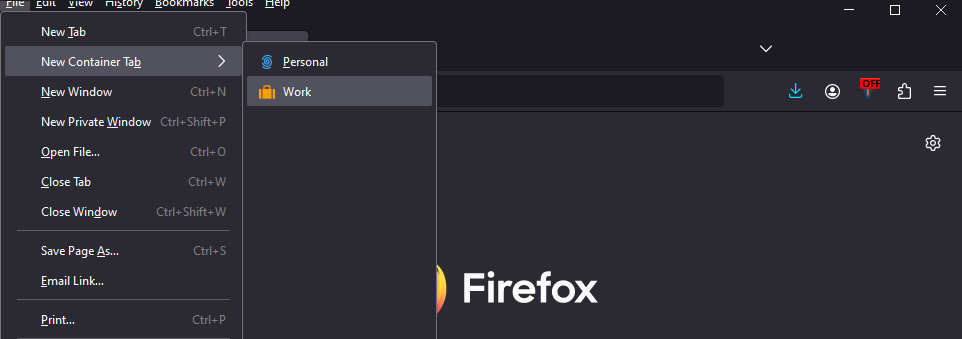 File Edit View History Bookmarks Tools Help
New Tab Ctrl+T
New Container Tab
Personal
New Window Ctrl+N
Work
OFF
New Private Window Ctrl+Shift+P
Open File... Ctrl+O
Close Tab Ctrl+W
Close Window Ctrl+Shift+W
Save Page As... Ctrl+S
Email Link...
Firefox
Print... Ctrl+P